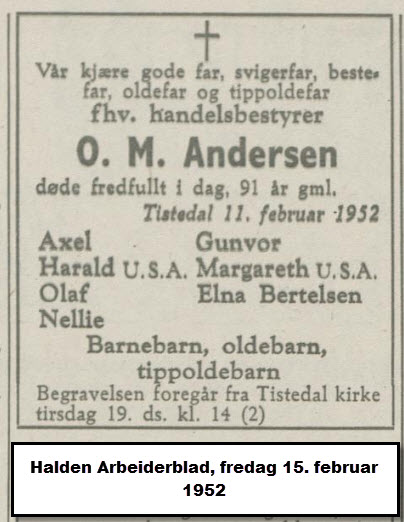 Vår kjære gode far, svigerfar, beste-
far, oldefar og tippoldefar
fhv. handelsbestyrer
O. M. Andersen
døde fredfullt i dag, 91 år gml.
Tistedal 11. februar 1952
Axel Gunvor
Harald U.S.A. Margareth U.S.A.
Olaf Elna Bertelsen
Nellie
Barnebarn, oldebarn,
tippoldebarn
Begravelsen foregår fra Tistedal kirke
tirsdag 19. ds. kl. 14 (2)
Halden Arbeiderblad, fredag 15. februar
1952